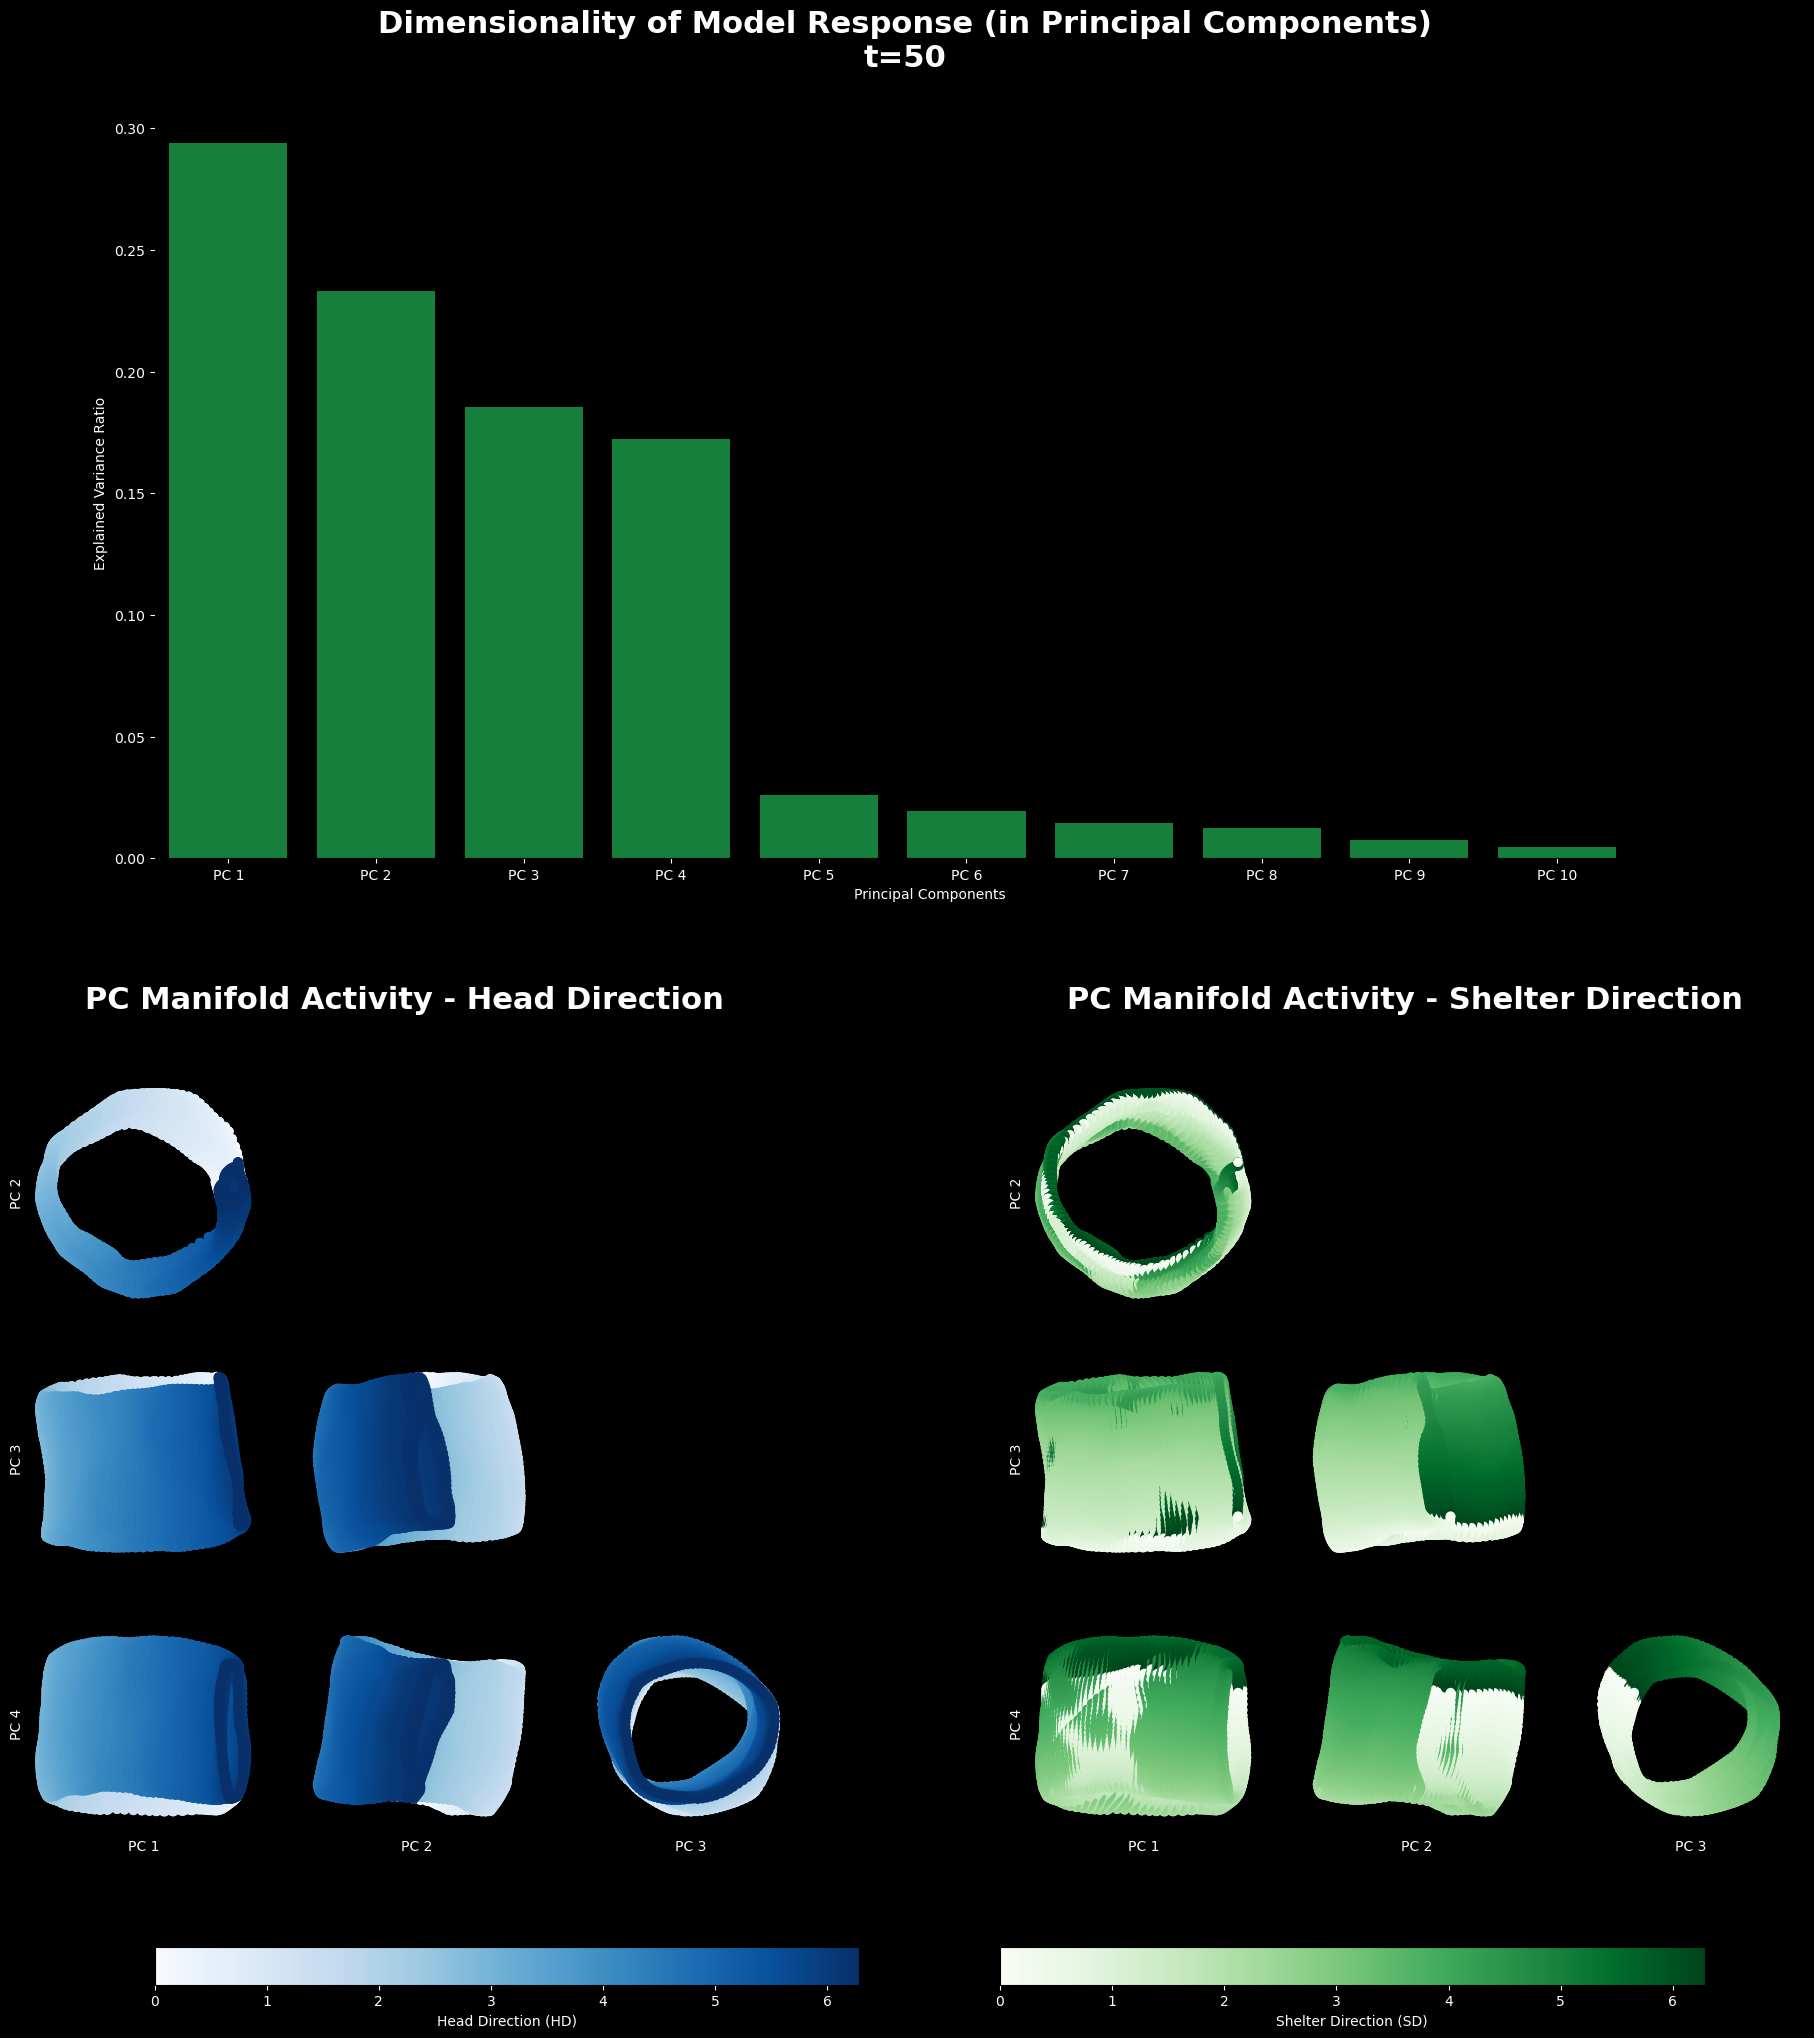 Dimensionality of Model Response (in Principal Components)
t=50
0.30
0.25
0.20
0.15
0.10
0.05
0.00
Explained Variance Ratio
PC 1 PC 2 PC 3 PC 4 PC 5 PC 6 PC 7 PC 8 PC 9 PC 10
Principal Components
PC Manifold Activity - Head Direction
PC 2
PC 3
PC 4
PC 1 PC 2 PC 3
0 1 2 3 4 5 6
Head Direction (HD)
PC Manifold Activity - Shelter Direction
PC 2
PC 3
PC 4
PC 1 PC 2 PC 3
0 1 2 3 4 5 6
Shelter Direction (SD)